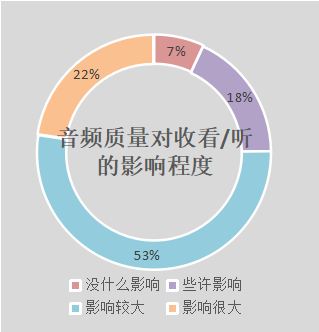 7%
22%
18%
音频质量对收看/听
的影响程度
53%
没什么影响 些许影响
影响较大 影响很大